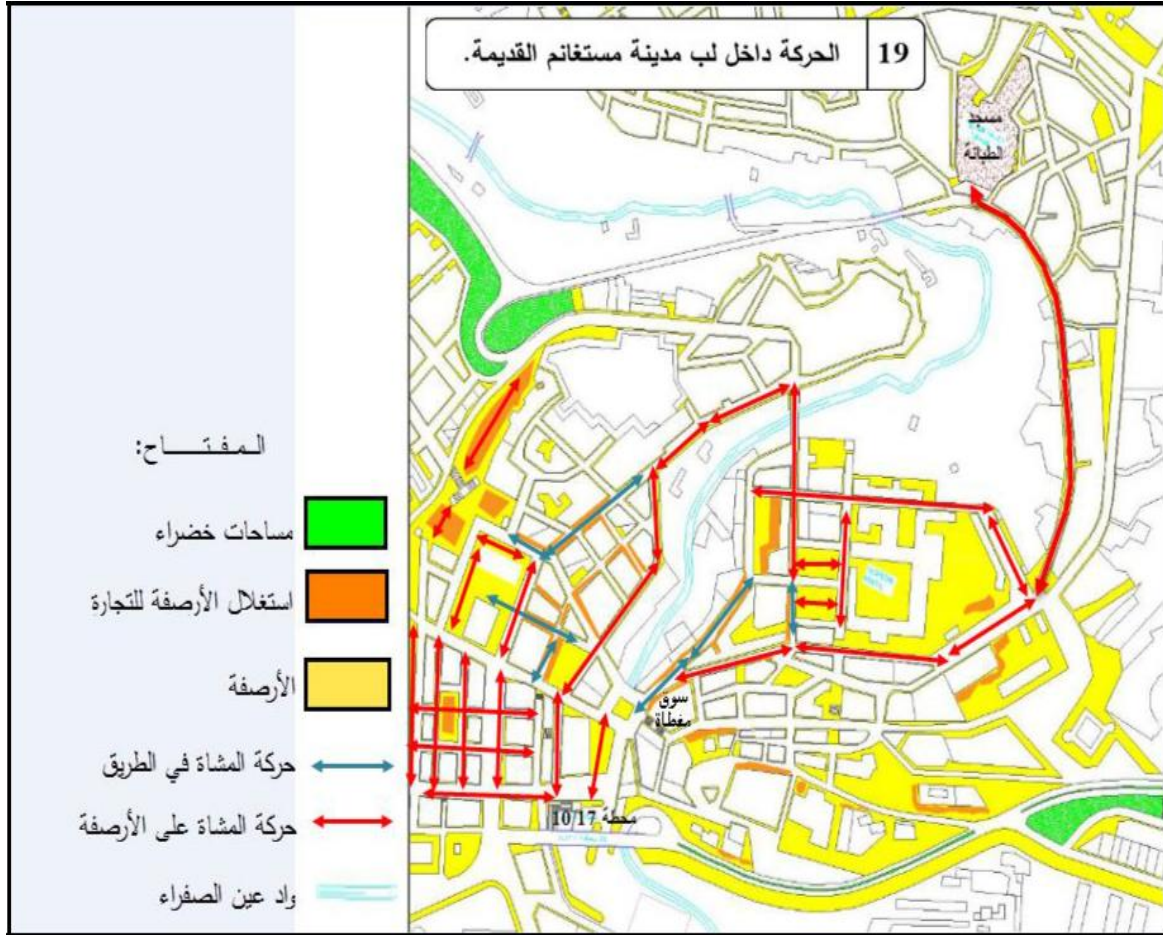 19
الحركة داخل لب مدينة مستغانم القديمة.
مسجد
الطبانة
المفتاح:
مساحات خضراء
استغلال الأرصفة للتجارة
الأرصفة
حركة المشاة في الطريق
حركة المشاة على الأرصفة
واد عين الصفراء
سوق
مغطاة
محطة 10/17